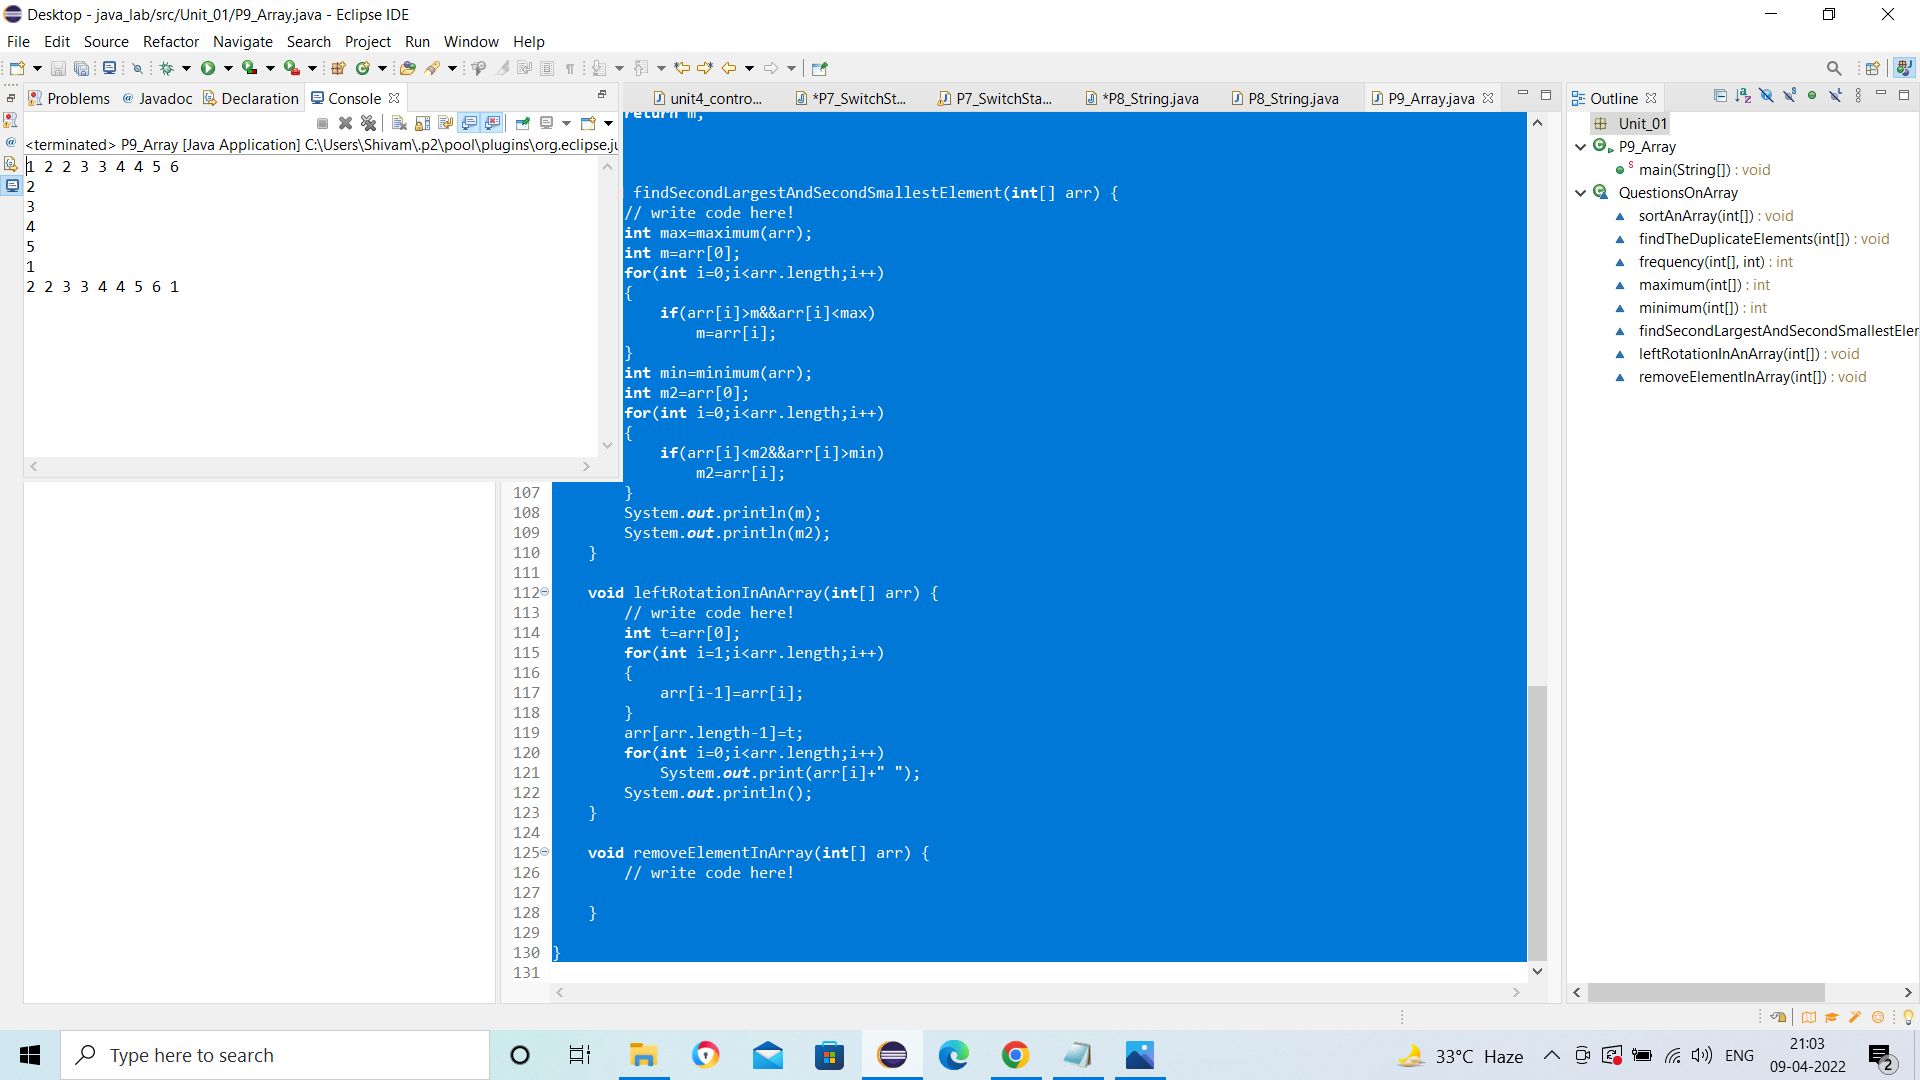 Desktop - java_lab/src/Unit_01/P9_Array.java - Eclipse IDE
File Edit Source Refactor Navigate Search Project Run Window Help
Problems @ Javadoc Declaration Console
unit4_contro... *P7_SwitchSt... P7_SwitchSta... *P8_String.java P8_String.java P9_Array.java
<terminated> P9_Array [Java Application] C:\Users\Shivam\.p2\pool\plugins\org.eclipse.ju
1 2 2 3 3 4 4 5 6
2
3
4
5
1
2 2 3 3 4 4 5 6 1
return m;
findSecondLargestAndSecondSmallestElement(int[] arr) {
// write code here!
int max=maximum(arr);
int m=arr[0];
for(int i=0;i<arr.length;i++)
{
if(arr[i]>m&&arr[i]<max)
m=arr[i];
}
int min=minimum(arr);
int m2=arr[0];
for(int i=0;i<arr.length;i++)
{
if(arr[i]<m2&&arr[i]>min)
m2=arr[i];
107 }
108 System.out.println(m);
109 System.out.println(m2);
110 }
111
112 void leftRotationInAnArray(int[] arr) {
113 // write code here!
114 int t=arr[0];
115 for(int i=1;i<arr.length;i++)
116 {
117 arr[i-1]=arr[i];
118 }
119 arr[arr.length-1]=t;
120 for(int i=0;i<arr.length;i++)
121 System.out.print(arr[i]+" ");
122 System.out.println();
123 }
124
125 void removeElementInArray(int[] arr) {
126 // write code here!
127
128 }
129
130 }
131
Outline
Unit_01
P9_Array
main(String[]) : void
QuestionsOnArray
sortAnArray(int[]) : void
findTheDuplicateElements(int[]) : void
frequency(int[], int) : int
maximum(int[]) : int
minimum(int[]) : int
findSecondLargestAndSecondSmallestEler
leftRotationInAnArray(int[]) : void
removeElementInArray(int[]) : void
Type here to search
33°C Haze
ENG
21:03
09-04-2022
2